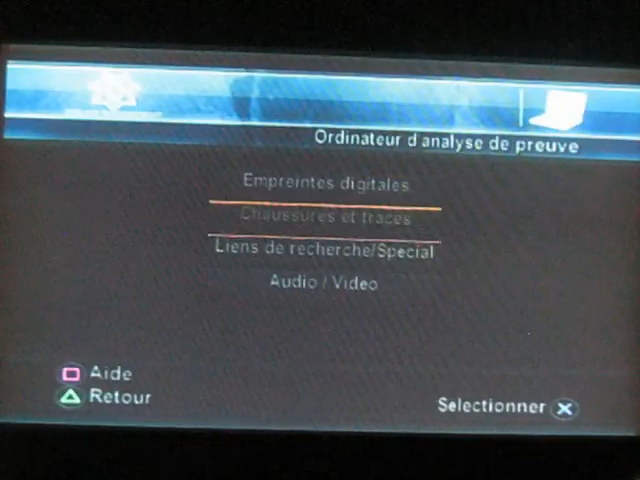 Ordinateur d'analyse de preuve
Empreintes digitales
Chaussures et traces
Liens de recherche/Special
Audio / Video
Aide
Retour
Selectionner